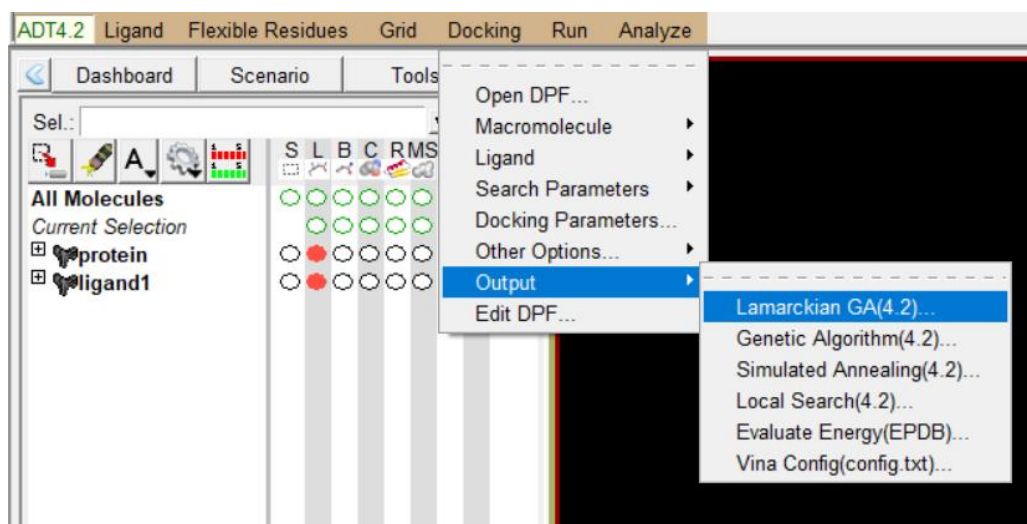 ADT4.2 Ligand Flexible Residues Grid Docking Run Analyze
Dashboard Scenario Tools
Sel.:
A
S L B C R MS
All Molecules
Current Selection
protein
ligand1
Open DPF...
Macromolecule
Ligand
Search Parameters
Docking Parameters...
Other Options...
Output
Edit DPF...
Lamarckian GA(4.2)...
Genetic Algorithm(4.2)...
Simulated Annealing(4.2)...
Local Search(4.2)...
Evaluate Energy(EPDB)...
Vina Config(config.txt)...